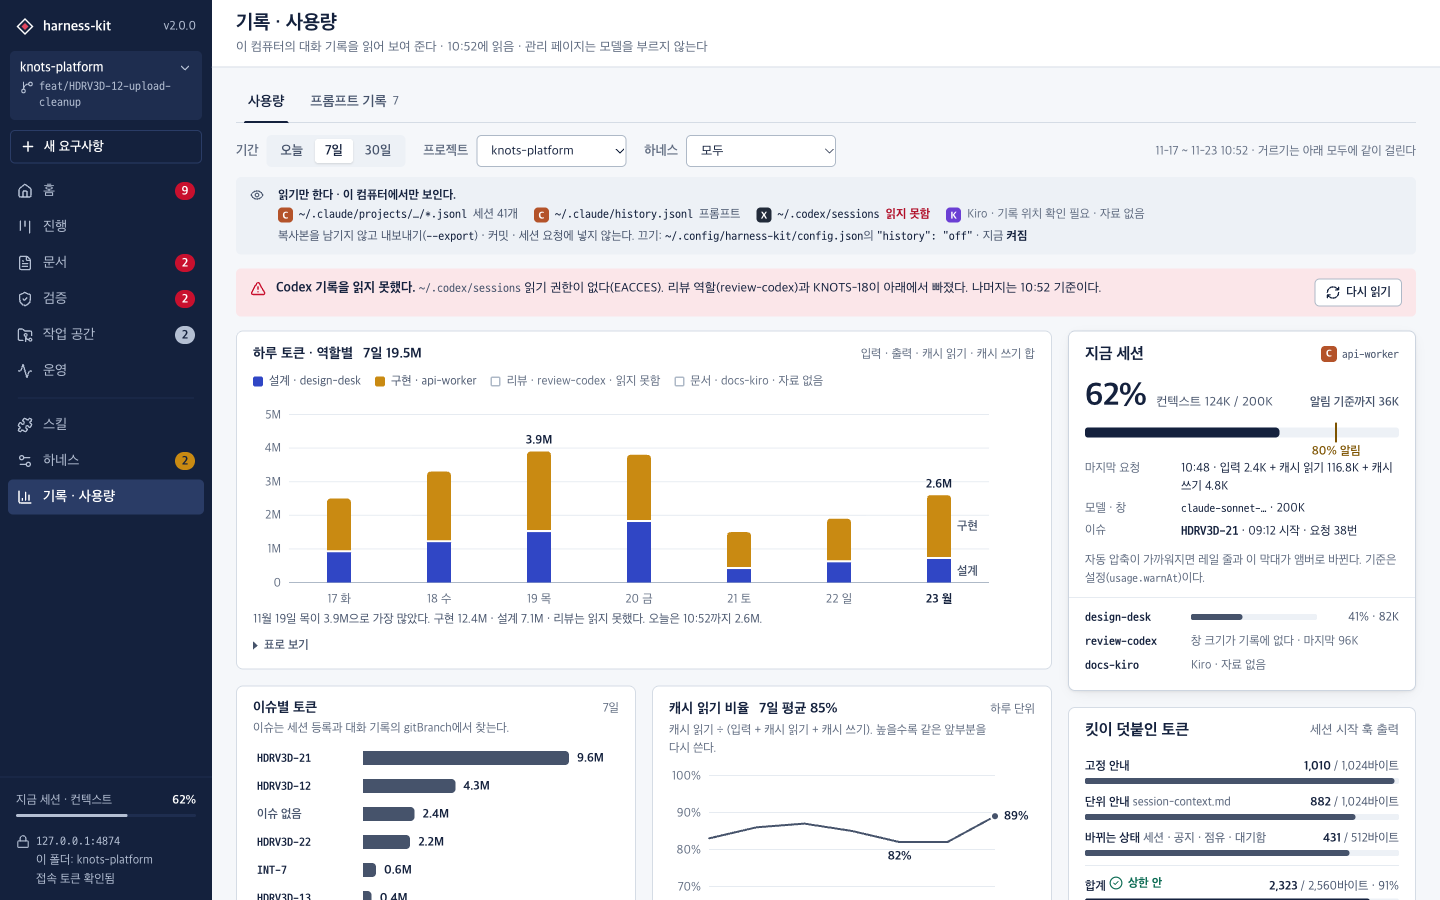 harness-kit v2.0.0
knots-platform
feat/HDRV3D-12-upload-
cleanup
새 요구사항
홈 9
진행
문서 2
검증 2
작업 공간 2
운영
스킬
하네스 2
기록 · 사용량
지금 세션 · 컨텍스트 62%
127.0.0.1:4874
이 폴더: knots-platform
접속 토큰 확인됨
기록 · 사용량
이 컴퓨터의 대화 기록을 읽어 보여 준다 · 10:52에 읽음 · 관리 페이지는 모델을 부르지 않는다
사용량 프롬프트 기록 7
기간 오늘 7일 30일 프로젝트 knots-platform 하네스 모두 11-17 ~ 11-23 10:52 · 거르기는 아래 모두에 같이 걸린다
읽기만 한다 · 이 컴퓨터에서만 보인다.
C ~/.claude/projects/…/*.jsonl 세션 41개 C ~/.claude/history.jsonl 프롬프트 X ~/.codex/sessions 읽지 못함 K Kiro · 기록 위치 확인 필요 · 자료 없음
복사본을 남기지 않고 내보내기(--export) · 커밋 · 세션 요청에 넣지 않는다. 끄기: ~/.config/harness-kit/config.json의 "history": "off" · 지금 켜짐
Codex 기록을 읽지 못했다. ~/.codex/sessions 읽기 권한이 없다(EACCES). 리뷰 역할(review-codex)과 KNOTS-18이 아래에서 빠졌다. 나머지는 10:52 기준이다.
다시 읽기
하루 토큰 · 역할별 7일 19.5M 입력 · 출력 · 캐시 읽기 · 캐시 쓰기 합
설계 · design-desk 구현 · api-worker 리뷰 · review-codex · 읽지 못함 문서 · docs-kiro · 자료 없음
5M
4M
3M
2M
1M
0
3.9M
2.6M
구현
설계
17 화 18 수 19 목 20 금 21 토 22 일 23 월
11월 19일 목이 3.9M으로 가장 많았다. 구현 12.4M · 설계 7.1M · 리뷰는 읽지 못했다. 오늘은 10:52까지 2.6M.
표로 보기
지금 세션 C api-worker
62% 컨텍스트 124K / 200K 알림 기준까지 36K
80% 알림
마지막 요청 10:48 · 입력 2.4K + 캐시 읽기 116.8K + 캐시
쓰기 4.8K
모델 · 창 claude-sonnet-… · 200K
이슈 HDRV3D-21 · 09:12 시작 · 요청 38번
자동 압축이 가까워지면 레일 줄과 이 막대가 앰버로 바뀐다. 기준은
설정(usage.warnAt)이다.
design-desk 41% · 82K
review-codex 창 크기가 기록에 없다 · 마지막 96K
docs-kiro Kiro · 자료 없음
이슈별 토큰 7일
이슈는 세션 등록과 대화 기록의 gitBranch에서 찾는다.
HDRV3D-21 9.6M
HDRV3D-12 4.3M
이슈 없음 2.4M
HDRV3D-22 2.2M
INT-7 0.6M
HDRV3D-13 0.4M
캐시 읽기 비율 7일 평균 85% 하루 단위
캐시 읽기 ÷ (입력 + 캐시 읽기 + 캐시 쓰기). 높을수록 같은 앞부분을
다시 쓴다.
100%
90%
80%
70%
82%
89%
킷이 덧붙인 토큰 세션 시작 훅 출력
고정 안내 1,010 / 1,024바이트
단위 안내 session-context.md 882 / 1,024바이트
바뀌는 상태 세션 · 공지 · 점유 · 대기함 431 / 512바이트
합계 상한 안 2,323 / 2,560바이트 · 91%